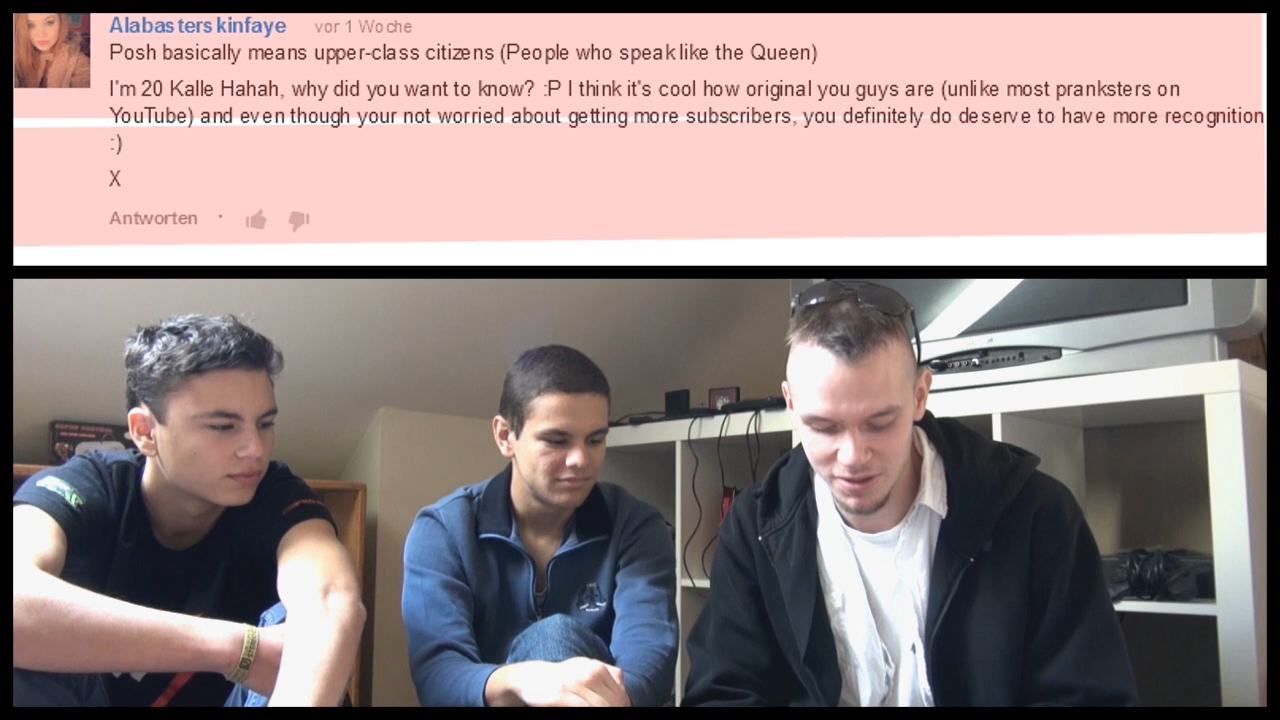 Alabasterskinfaye vor 1 Woche
Posh basically means upper-class citizens (People who speak like the Queen)
I'm 20 Kalle Hahah, why did you want to know? :P I think it's cool how original you guys are (unlike most pranksters on
YouTube) and even though your not worried about getting more subscribers, you definitely do deserve to have more recognition
:)
X
Antworten ·